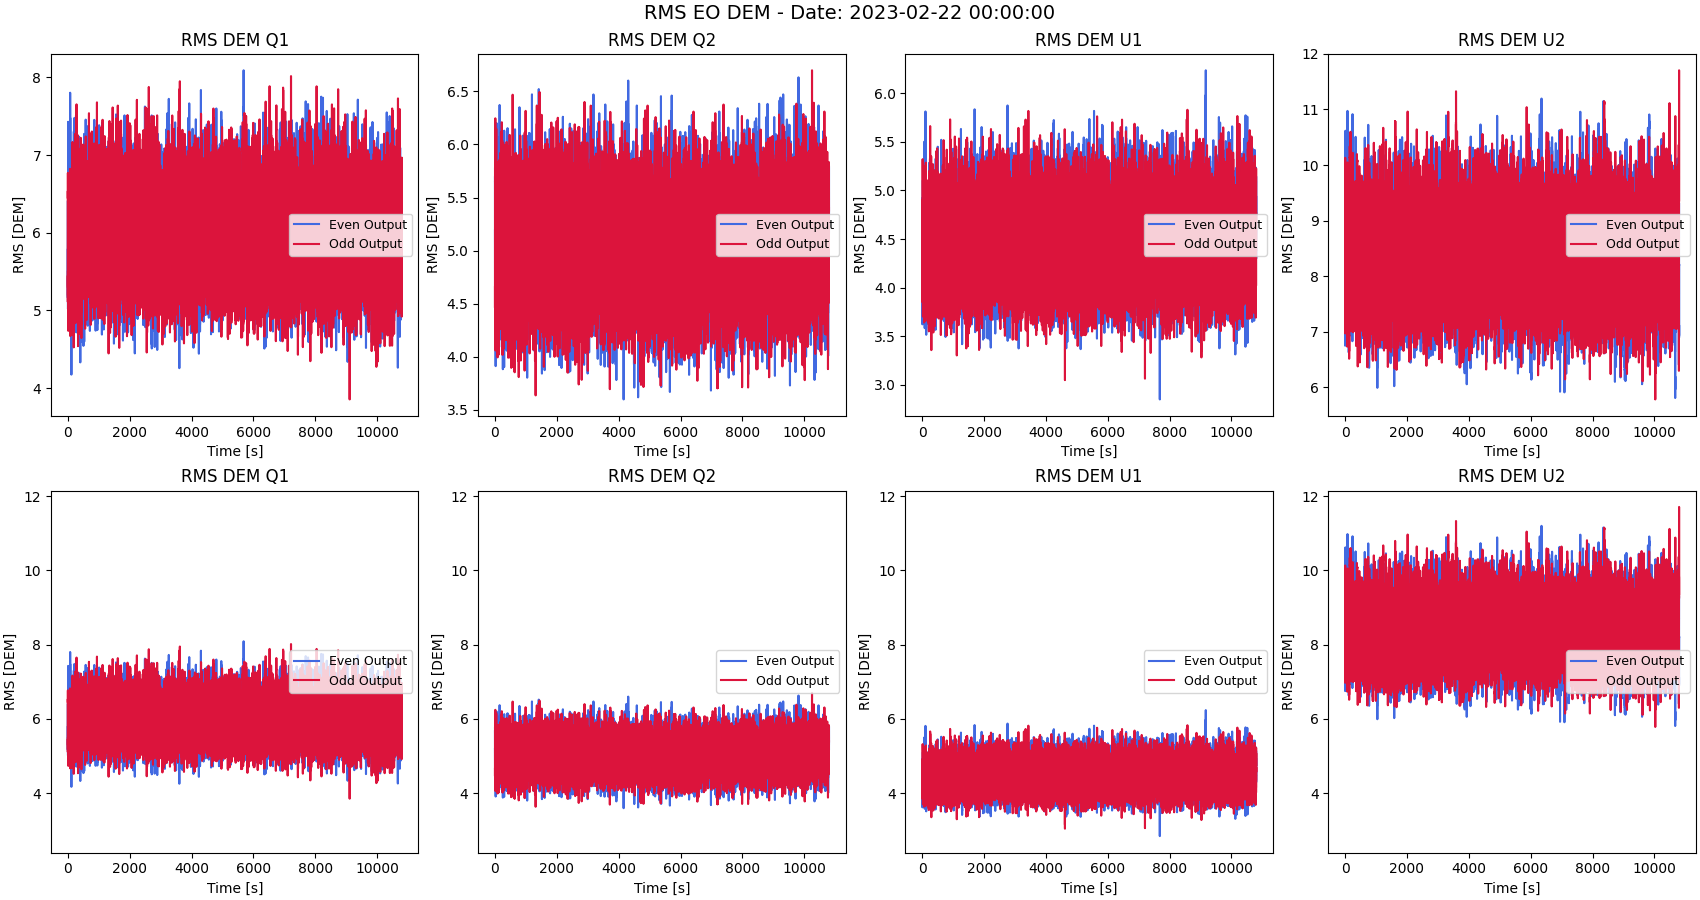 RMS EO DEM - Date: 2023-02-22 00:00:00
RMS DEM Q1
RMS [DEM]
8
7
6
5
4
0 2000 4000 6000 8000 10000
Time [s]
Even Output
Odd Output
RMS DEM Q2
RMS [DEM]
6.5
6.0
5.5
5.0
4.5
4.0
3.5
0 2000 4000 6000 8000 10000
Time [s]
Even Output
Odd Output
RMS DEM U1
RMS [DEM]
6.0
5.5
5.0
4.5
4.0
3.5
3.0
0 2000 4000 6000 8000 10000
Time [s]
Even Output
Odd Output
RMS DEM U2
RMS [DEM]
12
11
10
9
8
7
6
0 2000 4000 6000 8000 10000
Time [s]
Even Output
Odd Output
RMS DEM Q1
RMS [DEM]
12
10
8
6
4
0 2000 4000 6000 8000 10000
Time [s]
Even Output
Odd Output
RMS DEM Q2
RMS [DEM]
12
10
8
6
4
0 2000 4000 6000 8000 10000
Time [s]
Even Output
Odd Output
RMS DEM U1
RMS [DEM]
12
10
8
6
4
0 2000 4000 6000 8000 10000
Time [s]
Even Output
Odd Output
RMS DEM U2
RMS [DEM]
12
10
8
6
4
0 2000 4000 6000 8000 10000
Time [s]
Even Output
Odd Output